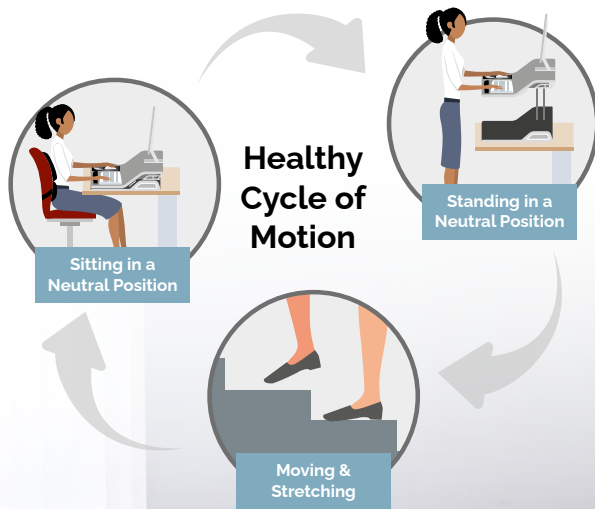 Healthy
Cycle of
Motion
Sitting in a
Neutral Position
Standing in a
Neutral Position
Moving &
Stretching